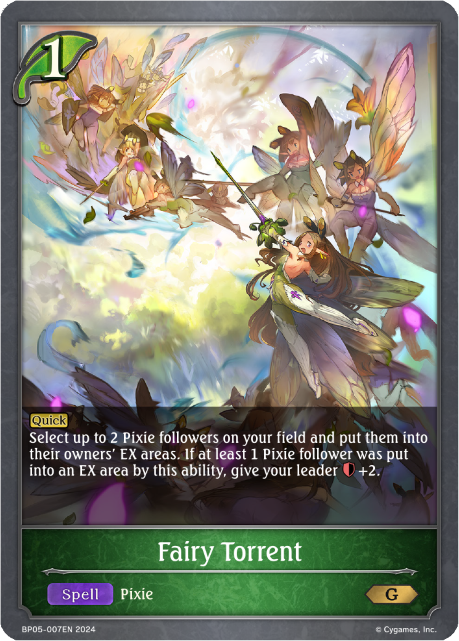 1
Quick
Select up to 2 Pixie followers on your field and put them into
their owners' EX areas. If at least 1 Pixie follower was put
into an EX area by this ability, give your leader +2.
Fairy Torrent
Spell Pixie G
BP05-007EN 2024 © Cygames, Inc.